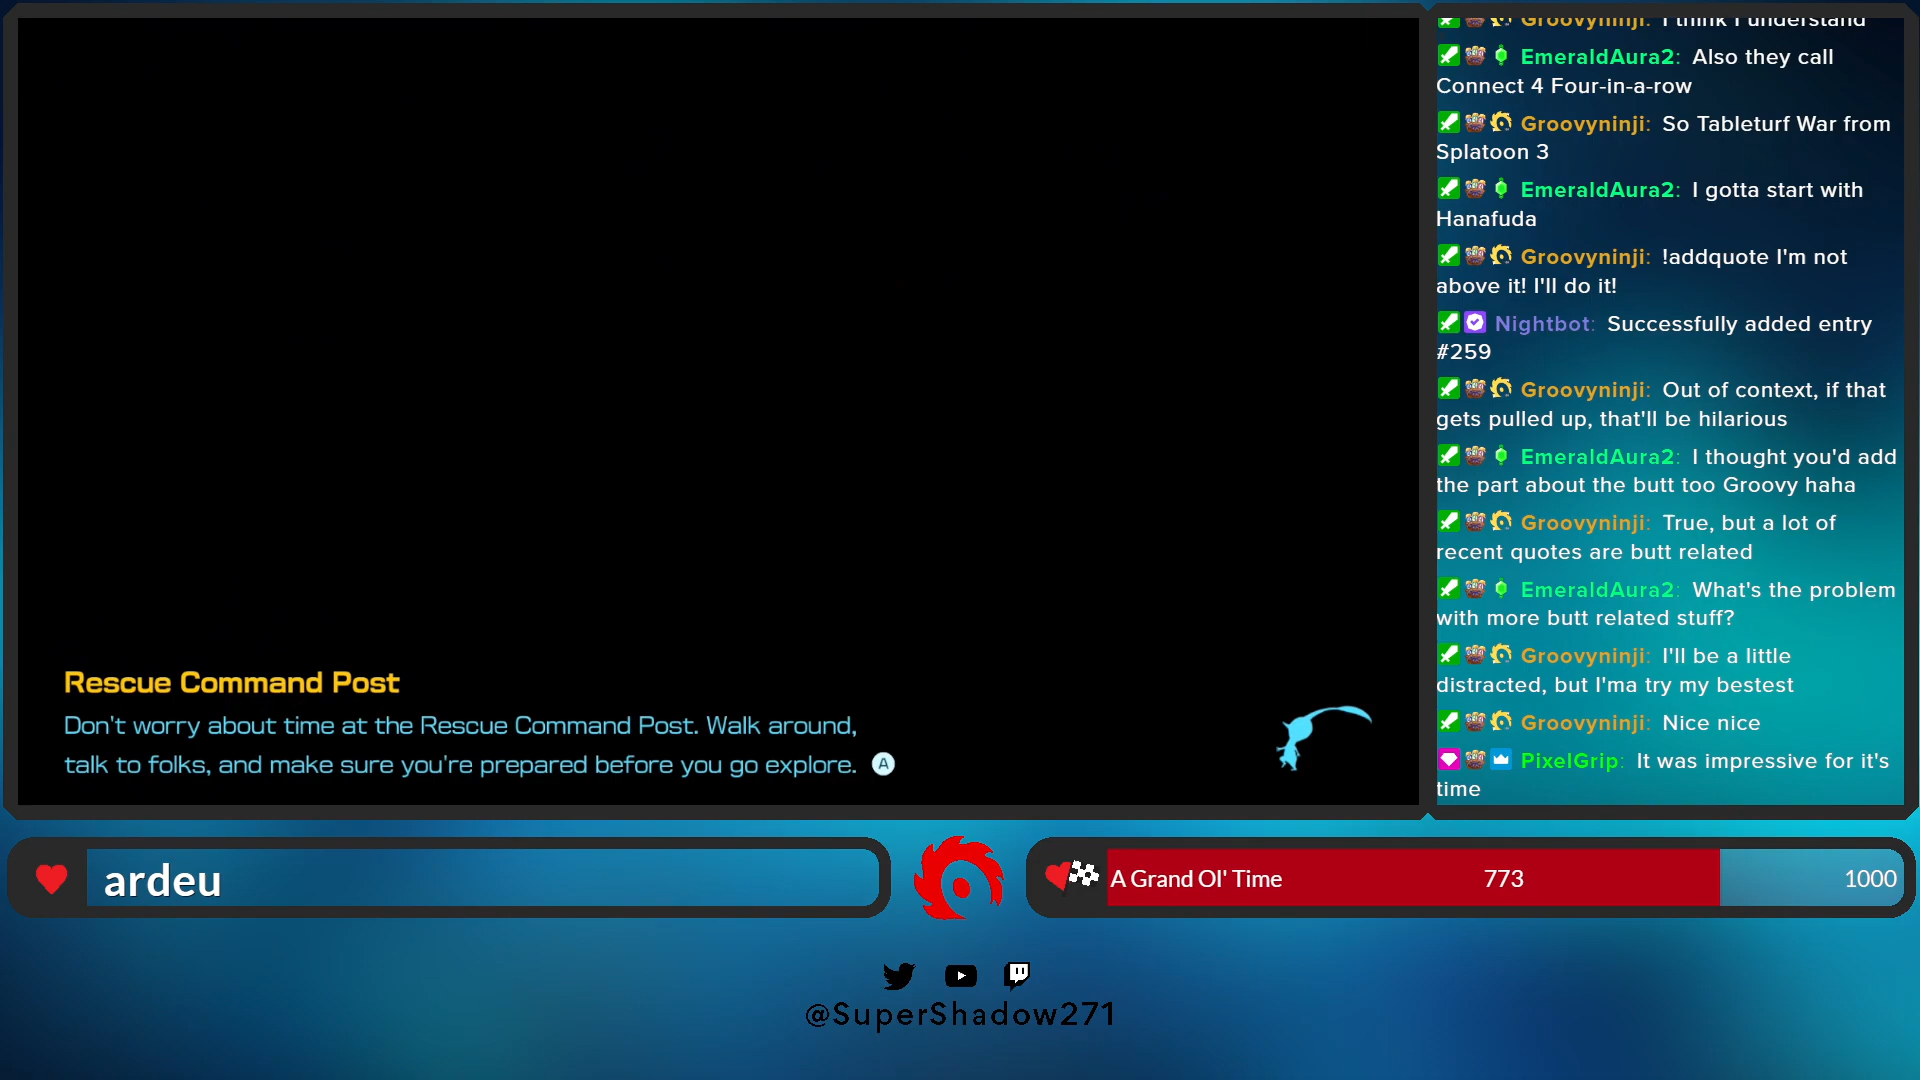 Groovyninji: I think I understand
EmeraldAura2: Also they call
Connect 4 Four-in-a-row
Groovyninji: So Tableturf War from
Splatoon 3
EmeraldAura2: I gotta start with
Hanafuda
Groovyninji: !addquote I'm not
above it! I'll do it!
Nightbot: Successfully added entry
#259
Groovyninji: Out of context, if that
gets pulled up, that'll be hilarious
EmeraldAura2: I thought you'd add
the part about the butt too Groovy haha
Groovyninji: True, but a lot of
recent quotes are butt related
EmeraldAura2: What's the problem
with more butt related stuff?
Groovyninji: I'll be a little
distracted, but I'ma try my bestest
Groovyninji: Nice nice
PixelGrip: It was impressive for it's
time
Rescue Command Post
Don't worry about time at the Rescue Command Post. Walk around,
talk to folks, and make sure you're prepared before you go explore. A
ardeu
A Grand Ol' Time 773 1000
@SuperShadow271